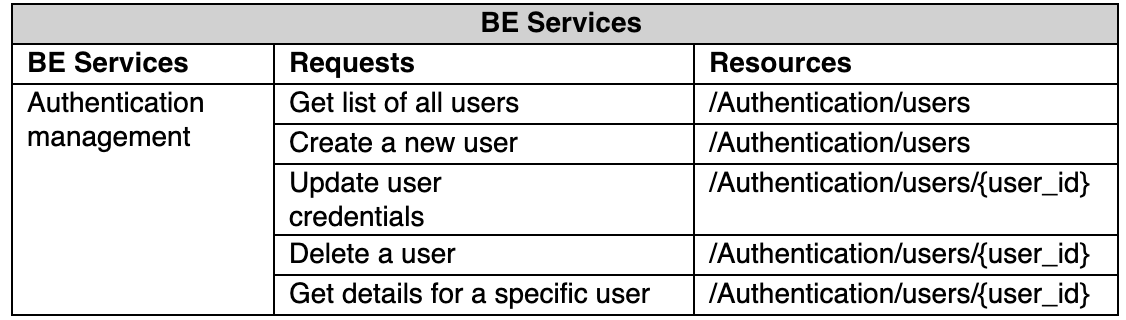 BE Services
BE Services Requests Resources
Authentication management Get list of all users /Authentication/users
Create a new user /Authentication/users
Update user credentials /Authentication/users/{user_id}
Delete a user /Authentication/users/{user_id}
Get details for a specific user /Authentication/users/{user_id}